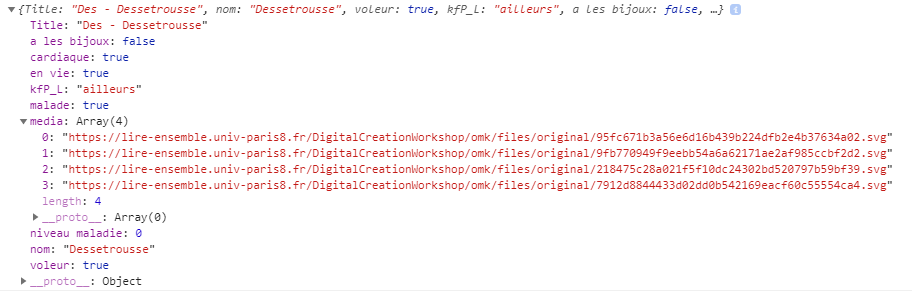 ▼{Title: "Des - Dessetrousse", nom: "Dessetrousse", voleur: true, kfP_L: "ailleurs", a les bijoux: false, …} i
Title: "Des - Dessetrousse"
a les bijoux: false
cardiaque: true
en vie: true
kfP_L: "ailleurs"
malade: true
▼media: Array(4)
0: "https://lire-ensemble.univ-paris8.fr/DigitalCreationWorkshop/omk/files/original/95fc671b3a56e6d16b439b224dfb2e4b37634a02.svg"
1: "https://lire-ensemble.univ-paris8.fr/DigitalCreationWorkshop/omk/files/original/9fb770949f9eebb54a6a62171ae2af985ccbf2d2.svg"
2: "https://lire-ensemble.univ-paris8.fr/DigitalCreationWorkshop/omk/files/original/218475c28a021f5f10dc24302bd520797b59bf39.svg"
3: "https://lire-ensemble.univ-paris8.fr/DigitalCreationWorkshop/omk/files/original/7912d8844433d02dd0b542169eacf60c55554ca4.svg"
length: 4
▶__proto__: Array(0)
niveau maladie: 0
nom: "Dessetrousse"
voleur: true
▶__proto__: Object